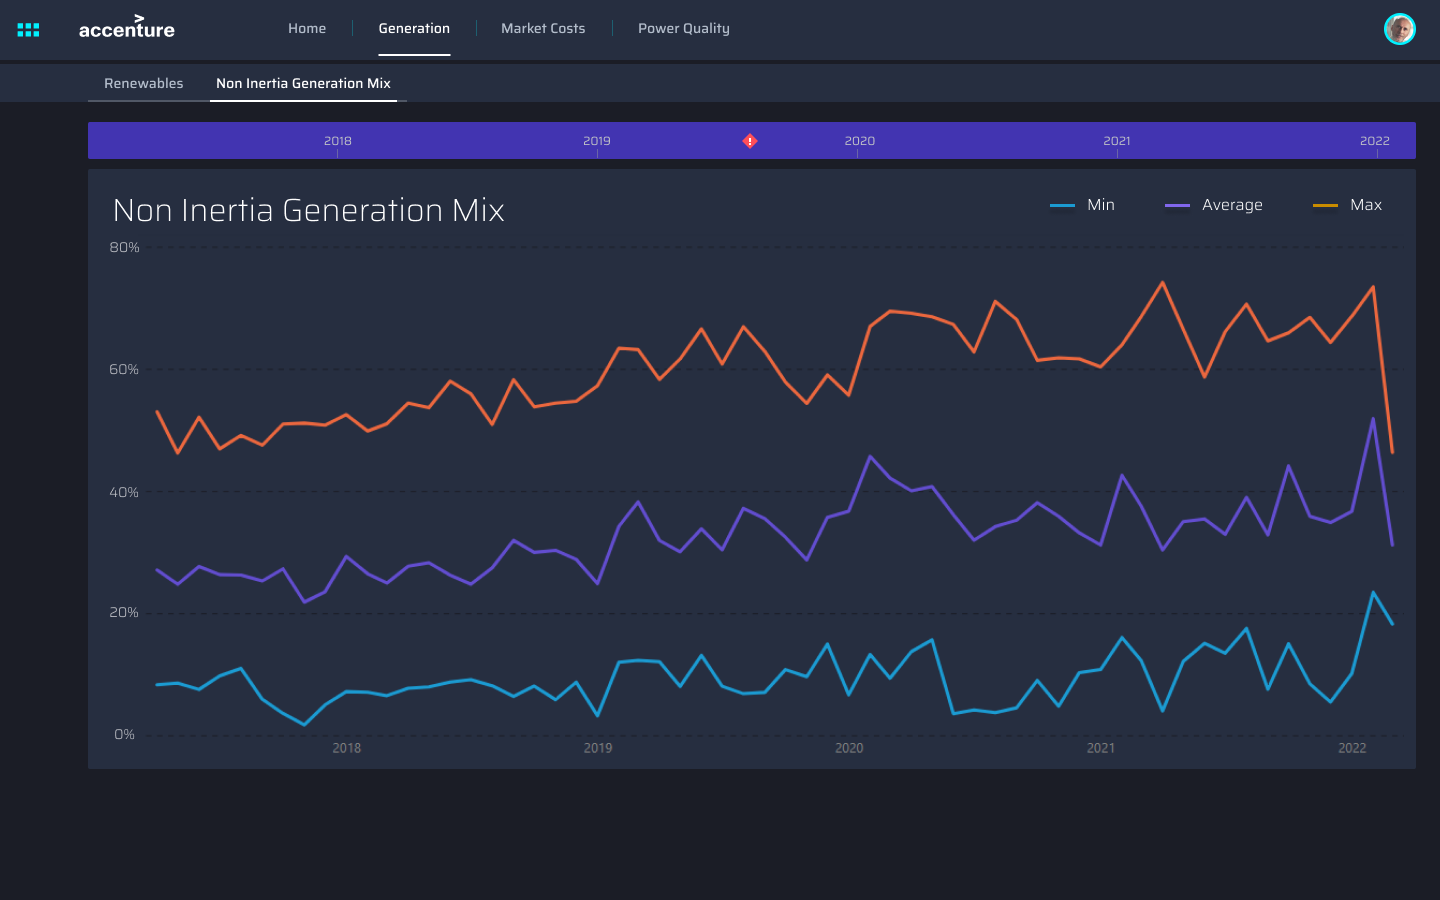 accenture
Home
Generation
Market Costs
Power Quality
Renewables
Non Inertia Generation Mix
2018
2019
2020
2021
2022
Non Inertia Generation Mix
Min
Average
Max
80%
60%
40%
20%
0%
2018
2019
2020
2021
2022